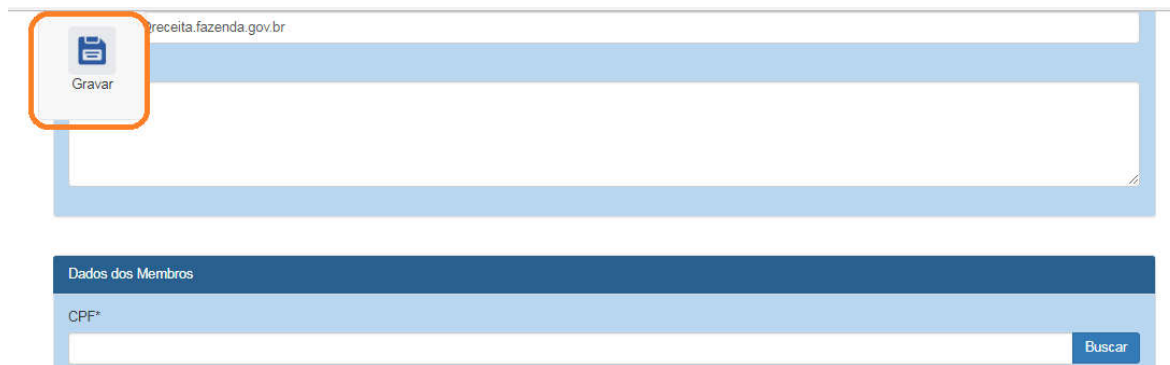 @receita.fazenda.gov.br
Gravar
Dados dos Membros
CPF*
Buscar